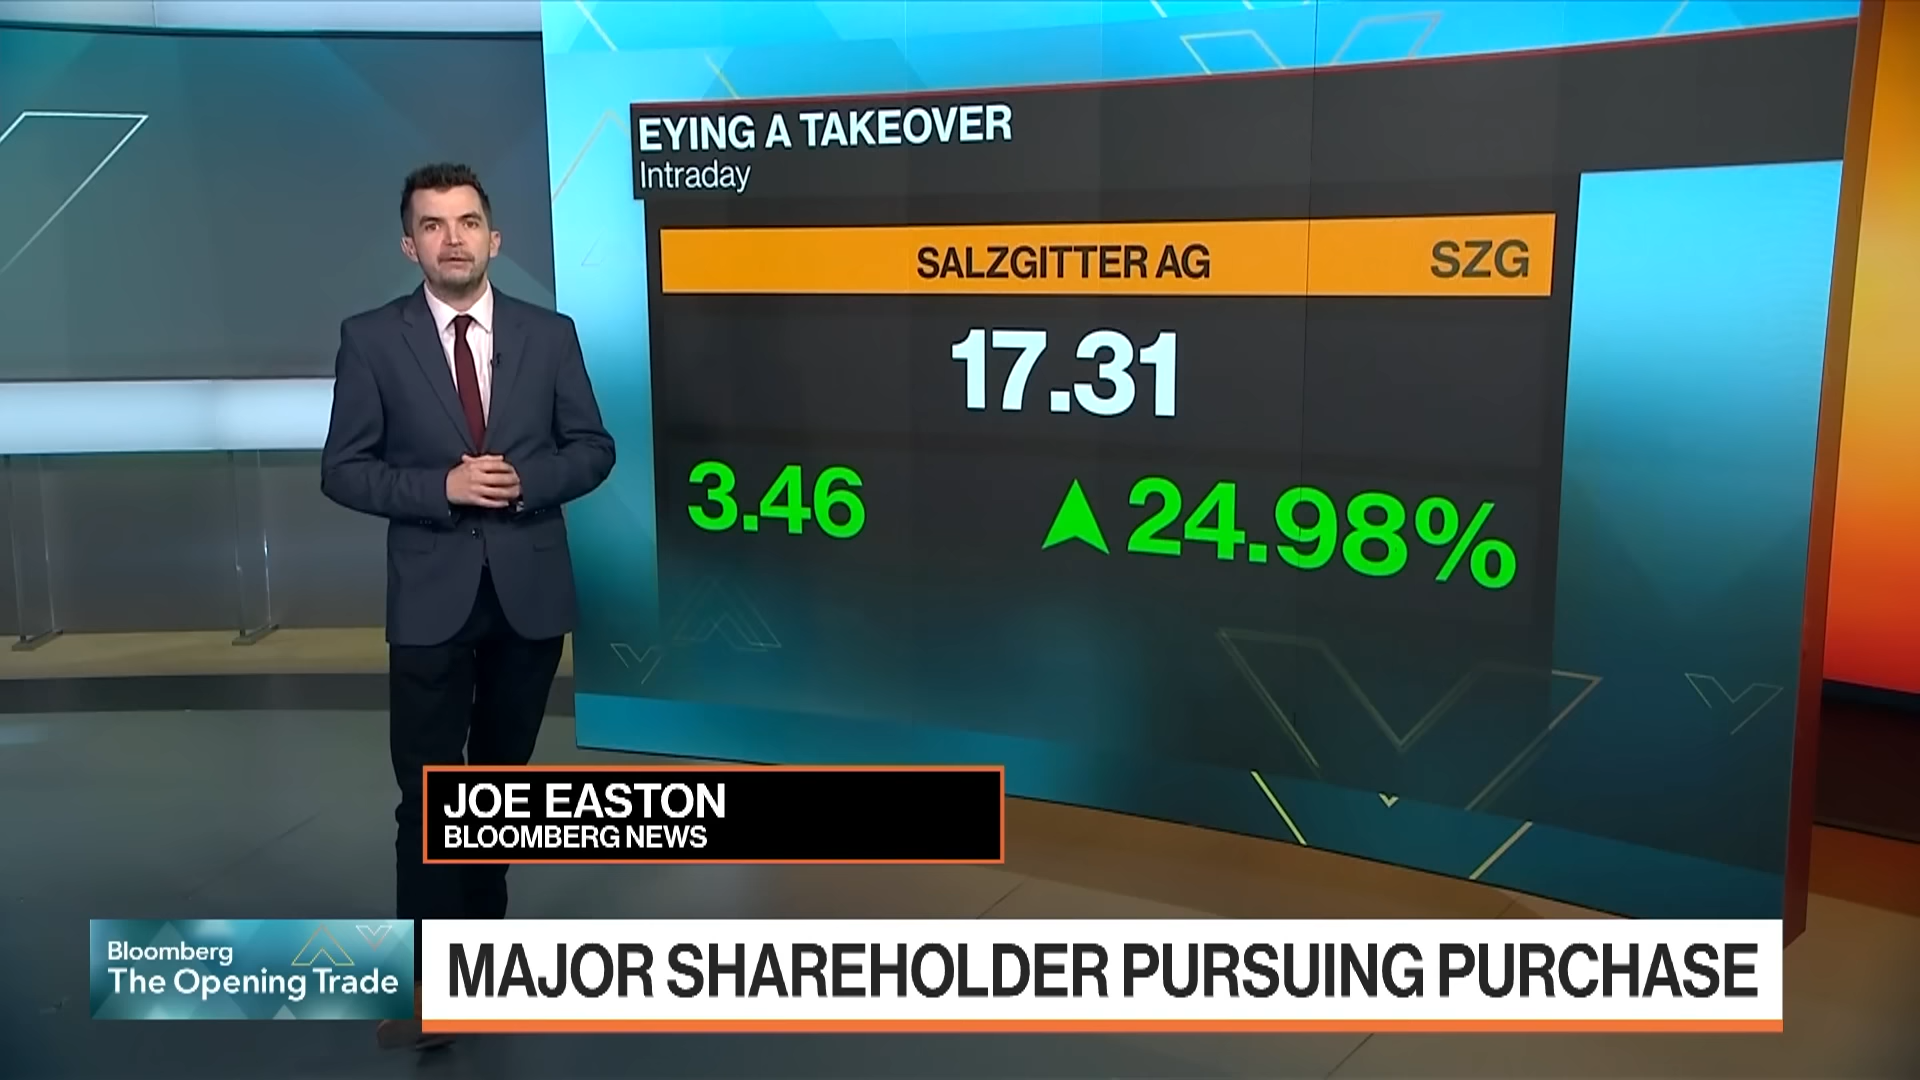 EYING A TAKEOVER
Intraday
SALZGITTER AG SZG
17.31
3.46 24.98%
JOE EASTON
BLOOMBERG NEWS
Bloomberg
The Opening Trade
MAJOR SHAREHOLDER PURSUING PURCHASE